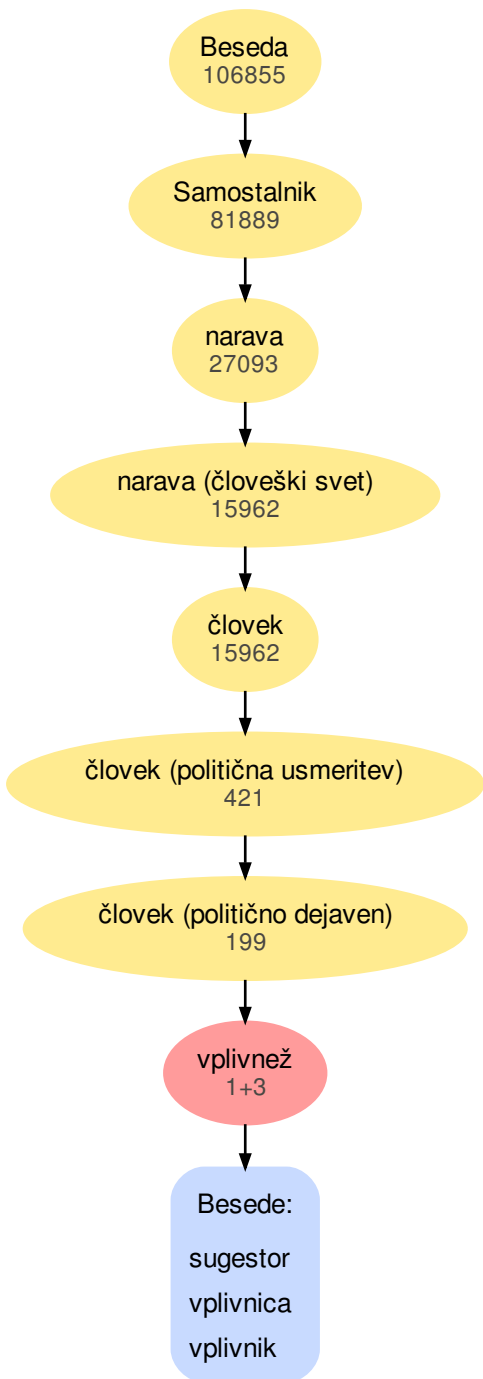 Beseda
106855
Samostalnik
81889
narava
27093
narava (človeški svet)
15962
človek
15962
človek (politična usmeritev)
421
človek (politično dejaven)
199
vplivnež
1+3
Besede:
sugestor
vplivnica
vplivnik